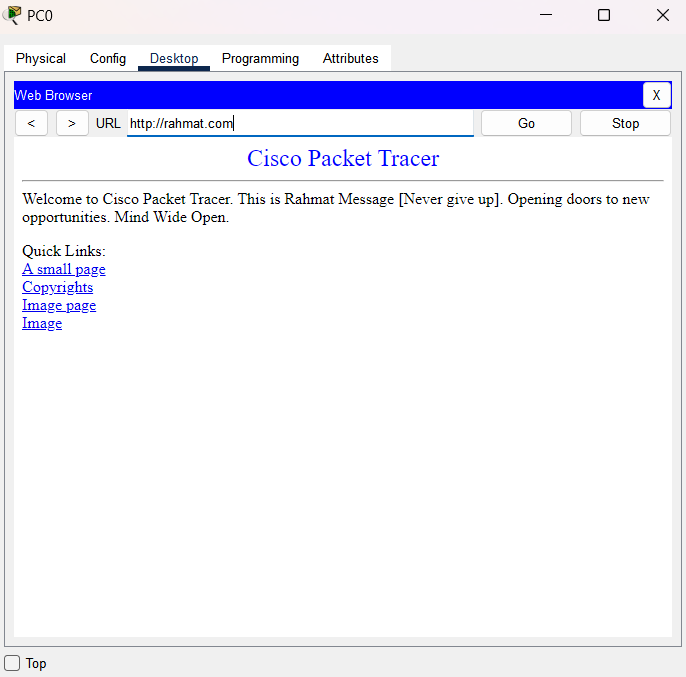 PC0
Physical Config Desktop Programming Attributes
Web Browser X
< > URL http://rahmat.com Go Stop
Cisco Packet Tracer
Welcome to Cisco Packet Tracer. This is Rahmat Message [Never give up]. Opening doors to new
opportunities. Mind Wide Open.
Quick Links:
A small page
Copyrights
Image page
Image
Top